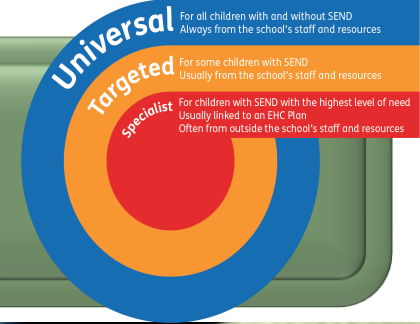 Universal
For all children with and without SEND
Always from the school's staff and resources
Targeted
For some children with SEND
Usually from the school's staff and resources
Specialist
For children with SEND with the highest level of need
Usually linked to an EHC Plan
Often from outside the school's staff and resources